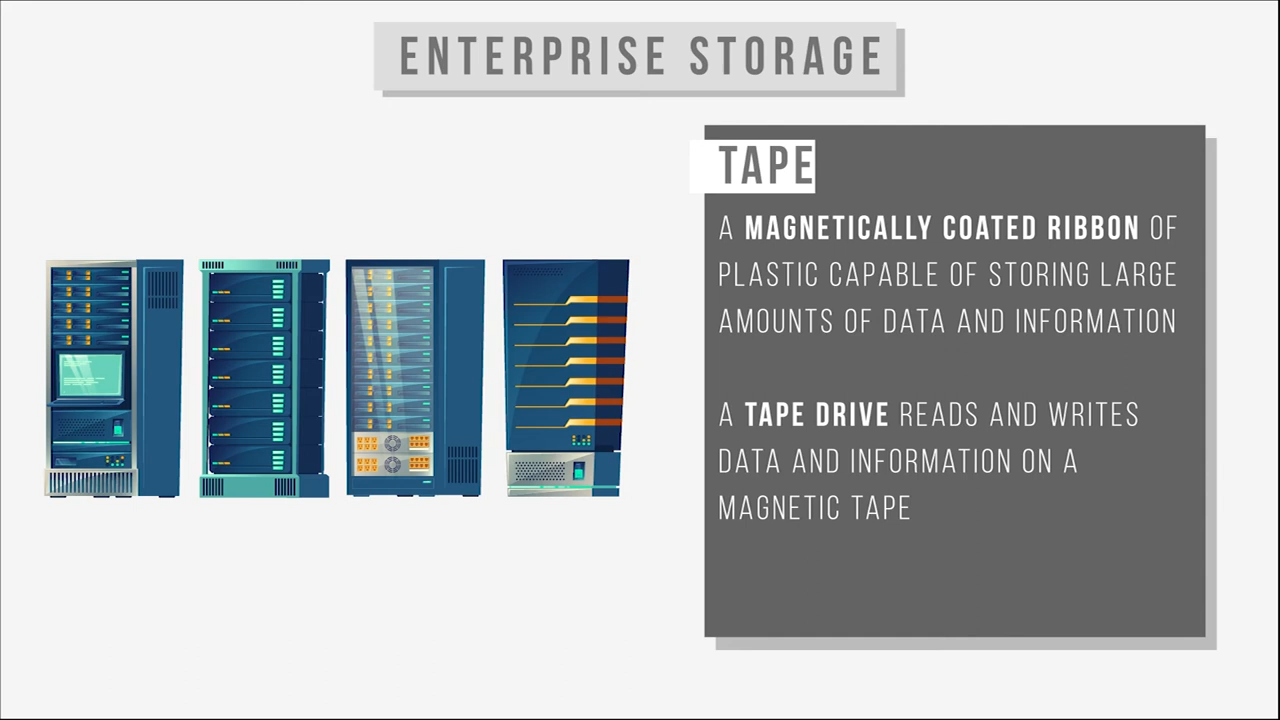 ENTERPRISE STORAGE
TAPE
A MAGNETICALLY COATED RIBBON OF
PLASTIC CAPABLE OF STORING LARGE
AMOUNTS OF DATA AND INFORMATION
A TAPE DRIVE READS AND WRITES
DATA AND INFORMATION ON A
MAGNETIC TAPE